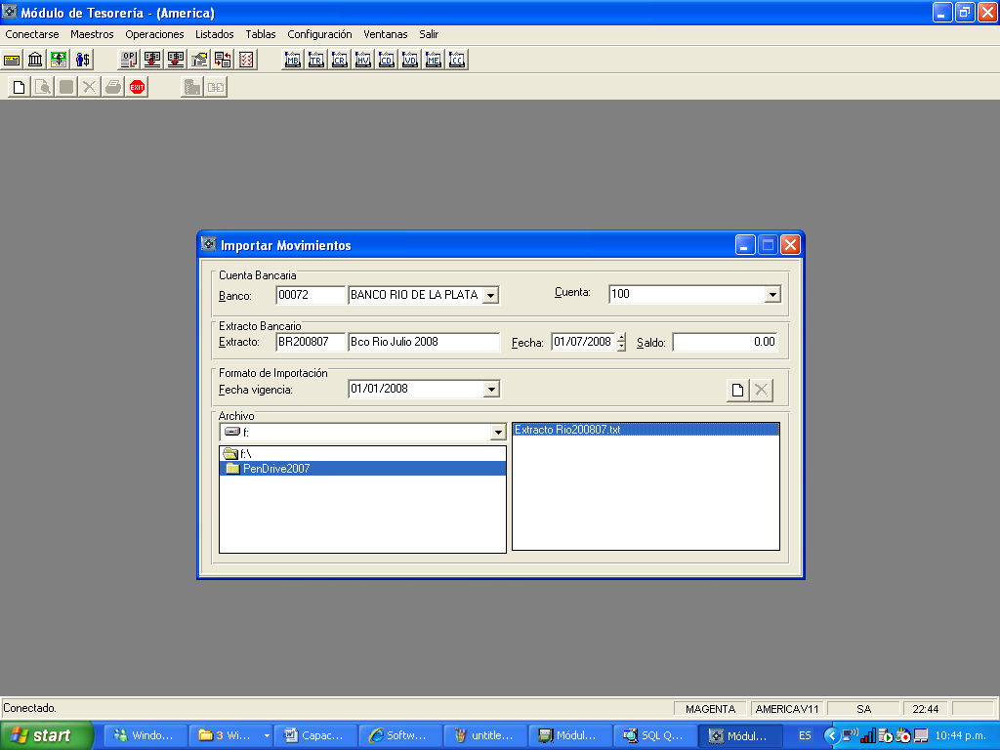 Módulo de Tesorería - (America)
Conectarse Maestros Operaciones Listados Tablas Configuración Ventanas Salir
OP MB TR CR HV CD VD ME CC
EXIT
Importar Movimientos
Cuenta Bancaria
Banco: 00072 BANCO RIO DE LA PLATA Cuenta: 100
Extracto Bancario
Extracto: BR200807 Bco Rio Julio 2008 Fecha: 01/07/2008 Saldo: 0.00
Formato de Importación
Fecha vigencia: 01/01/2008
Archivo
f: Extracto Rio200807.txt
f:\
PenDrive2007
Conectado. MAGENTA AMERICAV11 SA 22:44
start Windo... 3 Wi... Capac... Softw... untitle... Módul... SQL Q... Módul... ES 10:44 p.m.